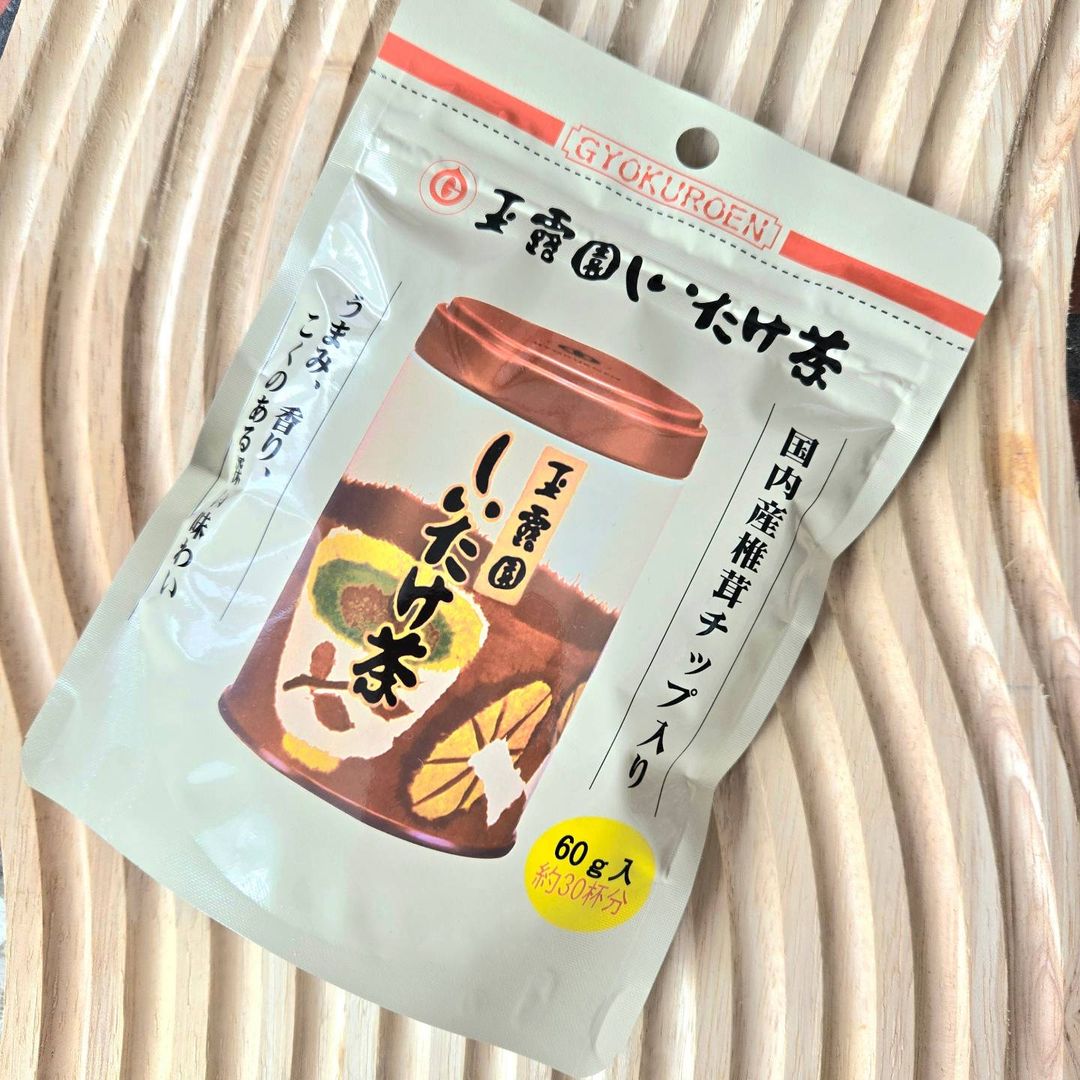 GYOKUROEN
G 玉露園しいたけ茶
国内産椎茸チップ入り
うまみ、香り、
こくのある 味わい
玉露園
しいたけ茶
60g入
約30杯分